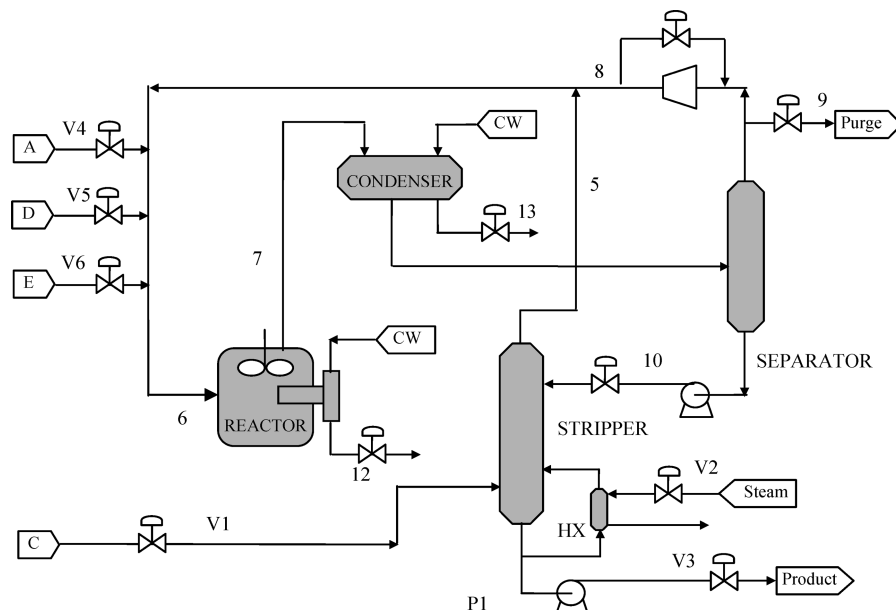 8
9
Purge
V4
A
CW
CONDENSER
V5
D
13
5
7
V6
E
CW
SEPARATOR
10
6
REACTOR
STRIPPER
12
V2
Steam
V1
HX
C
V3
Product
P1